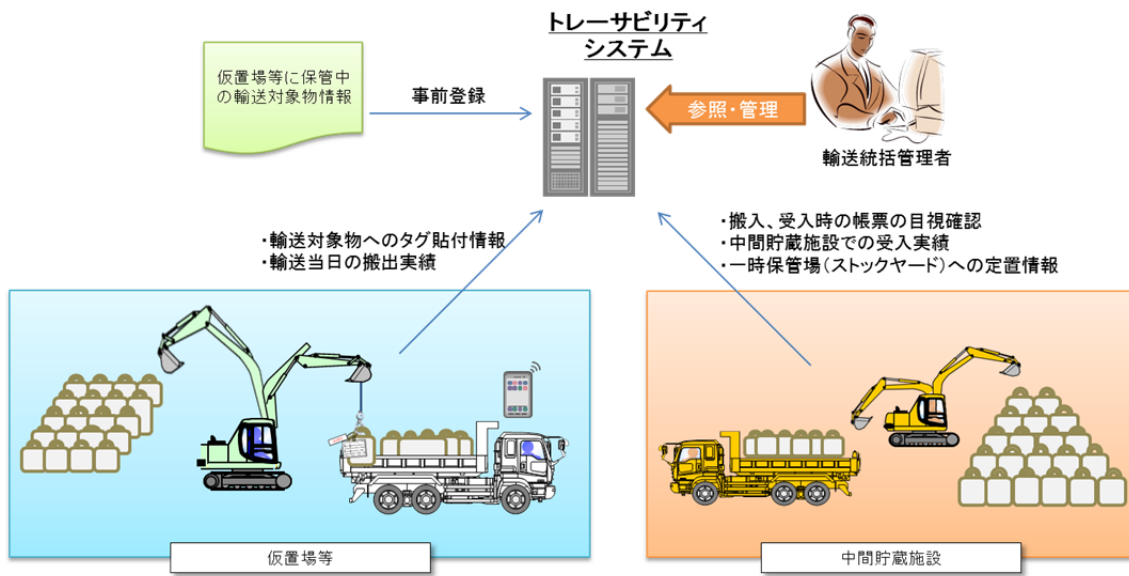 トレーサビリティ
システム
仮置場等に保管中
の輸送対象物情報
事前登録
参照・管理
輸送統括管理者
・輸送対象物へのタグ貼付情報
・輸送当日の搬出実績
・搬入、受入時の帳票の目視確認
・中間貯蔵施設での受入実績
・一時保管場(ストックヤード)への定置情報
仮置場等
中間貯蔵施設